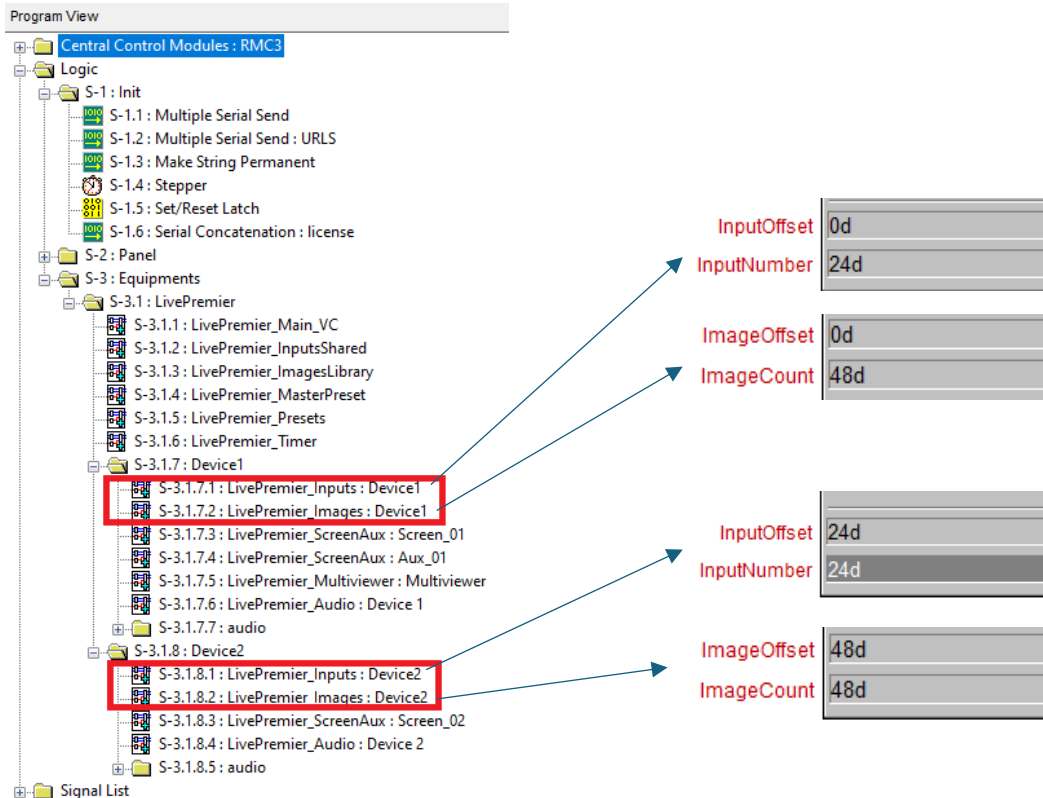 Program View
Central Control Modules : RMC3
Logic
S-1 : Init
S-1.1 : Multiple Serial Send
S-1.2 : Multiple Serial Send : URLS
S-1.3 : Make String Permanent
S-1.4 : Stepper
S-1.5 : Set/Reset Latch
S-1.6 : Serial Concatenation : license
S-2 : Panel
S-3 : Equipments
S-3.1 : LivePremier
S-3.1.1 : LivePremier_Main_VC
S-3.1.2 : LivePremier_InputsShared
S-3.1.3 : LivePremier_ImagesLibrary
S-3.1.4 : LivePremier_MasterPreset
S-3.1.5 : LivePremier_Presets
S-3.1.6 : LivePremier_Timer
S-3.1.7 : Device1
S-3.1.7.1 : LivePremier_Inputs : Device1
S-3.1.7.2 : LivePremier_Images : Device1
S-3.1.7.3 : LivePremier_ScreenAux : Screen_01
S-3.1.7.4 : LivePremier_ScreenAux : Aux_01
S-3.1.7.5 : LivePremier_Multiviewer : Multiviewer
S-3.1.7.6 : LivePremier_Audio : Device 1
S-3.1.7.7 : audio
S-3.1.8 : Device2
S-3.1.8.1 : LivePremier_Inputs : Device2
S-3.1.8.2 : LivePremier_Images : Device2
S-3.1.8.3 : LivePremier_ScreenAux : Screen_02
S-3.1.8.4 : LivePremier_Audio : Device 2
S-3.1.8.5 : audio
Signal List
InputOffset 0d
InputNumber 24d
ImageOffset 0d
ImageCount 48d
InputOffset 24d
InputNumber 24d
ImageOffset 48d
ImageCount 48d